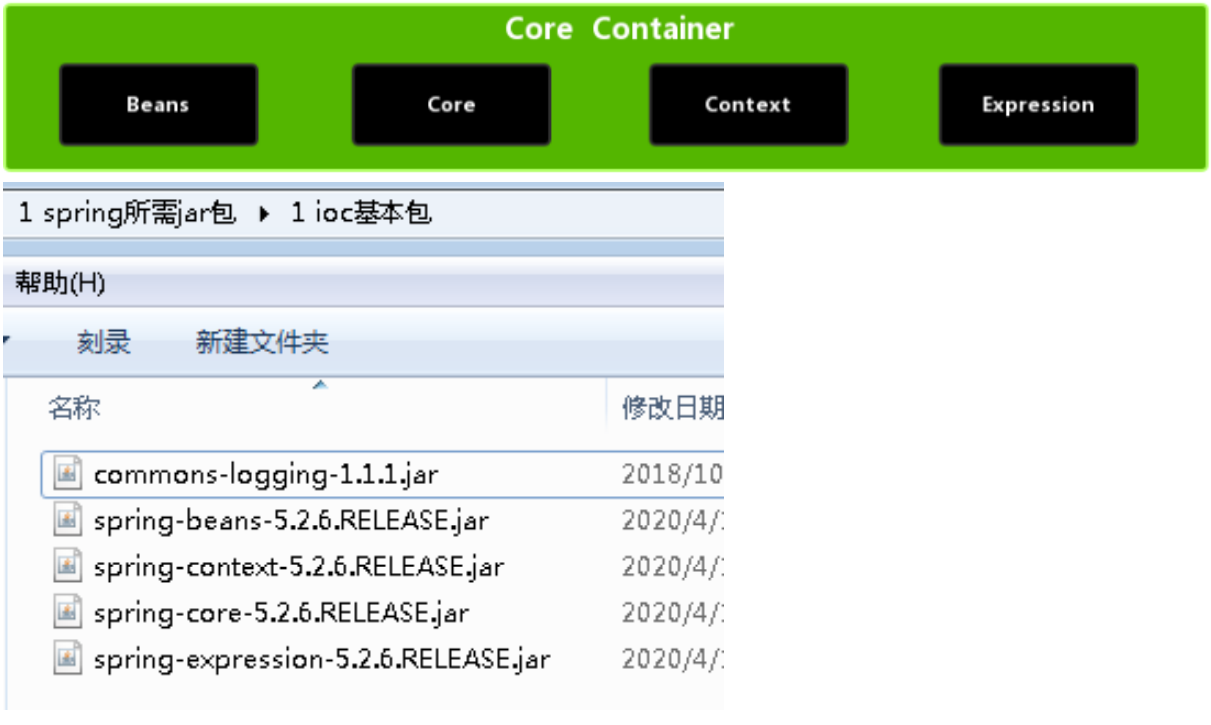 Core Container
Beans Core Context Expression
1 spring所需jar包 1 ioc基本包
帮助(H)
刻录 新建文件夹
名称 修改日期
commons-logging-1.1.1.jar 2018/10
spring-beans-5.2.6.RELEASE.jar 2020/4/
spring-context-5.2.6.RELEASE.jar 2020/4/
spring-core-5.2.6.RELEASE.jar 2020/4/
spring-expression-5.2.6.RELEASE.jar 2020/4/